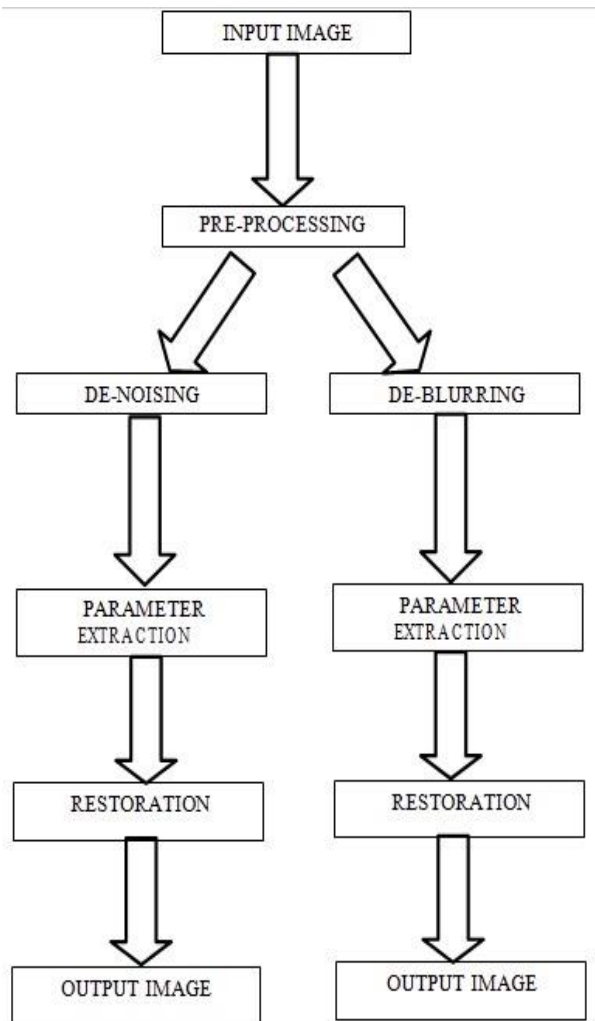 INPUT IMAGE
PRE-PROCESSING
DE-NOISING
DE-BLURRING
PARAMETER
EXTRACTION
PARAMETER
EXTRACTION
RESTORATION
RESTORATION
OUTPUT IMAGE
OUTPUT IMAGE